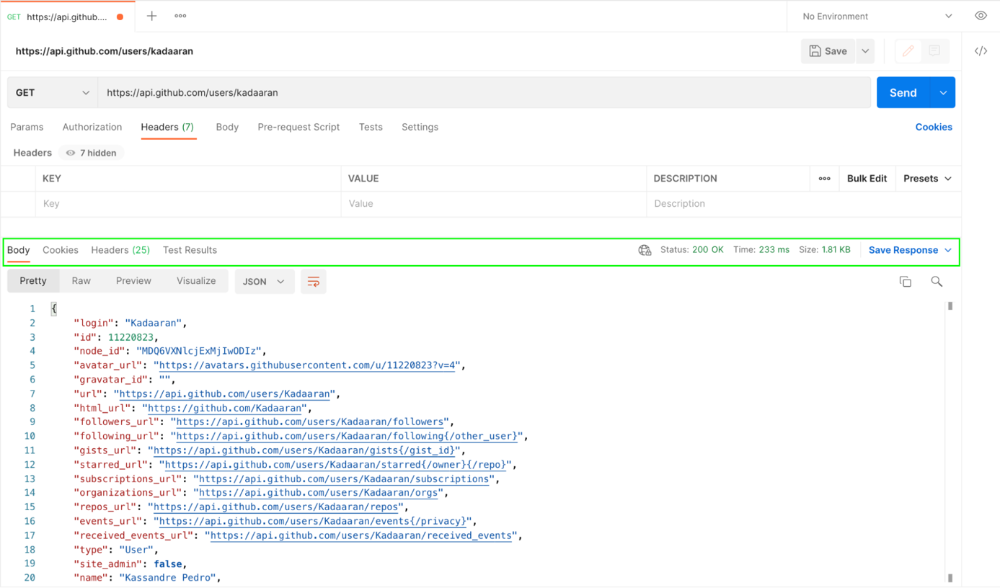 GET https://api.github....
No Environment
https://api.github.com/users/kadaaran
Save
GET https://api.github.com/users/kadaaran Send
Params Authorization Headers (7) Body Pre-request Script Tests Settings Cookies
Headers 7 hidden
KEY VALUE DESCRIPTION Bulk Edit Presets
Key Value Description
Body Cookies Headers (25) Test Results Status: 200 OK Time: 233 ms Size: 1.81 KB Save Response
Pretty Raw Preview Visualize JSON
1 {
2 "login": "Kadaaran",
3 "id": 11220823,
4 "node_id": "MDQ6VXNlcjExMjIwODIz",
5 "avatar_url": "https://avatars.githubusercontent.com/u/11220823?v=4",
6 "gravatar_id": "",
7 "url": "https://api.github.com/users/Kadaaran",
8 "html_url": "https://github.com/Kadaaran",
9 "followers_url": "https://api.github.com/users/Kadaaran/followers",
10 "following_url": "https://api.github.com/users/Kadaaran/following{/other_user}",
11 "gists_url": "https://api.github.com/users/Kadaaran/gists{/gist_id}",
12 "starred_url": "https://api.github.com/users/Kadaaran/starred{/owner}{/repo}",
13 "subscriptions_url": "https://api.github.com/users/Kadaaran/subscriptions",
14 "organizations_url": "https://api.github.com/users/Kadaaran/orgs",
15 "repos_url": "https://api.github.com/users/Kadaaran/repos",
16 "events_url": "https://api.github.com/users/Kadaaran/events{/privacy}",
17 "received_events_url": "https://api.github.com/users/Kadaaran/received_events",
18 "type": "User",
19 "site_admin": false,
20 "name": "Kassandre Pedro",